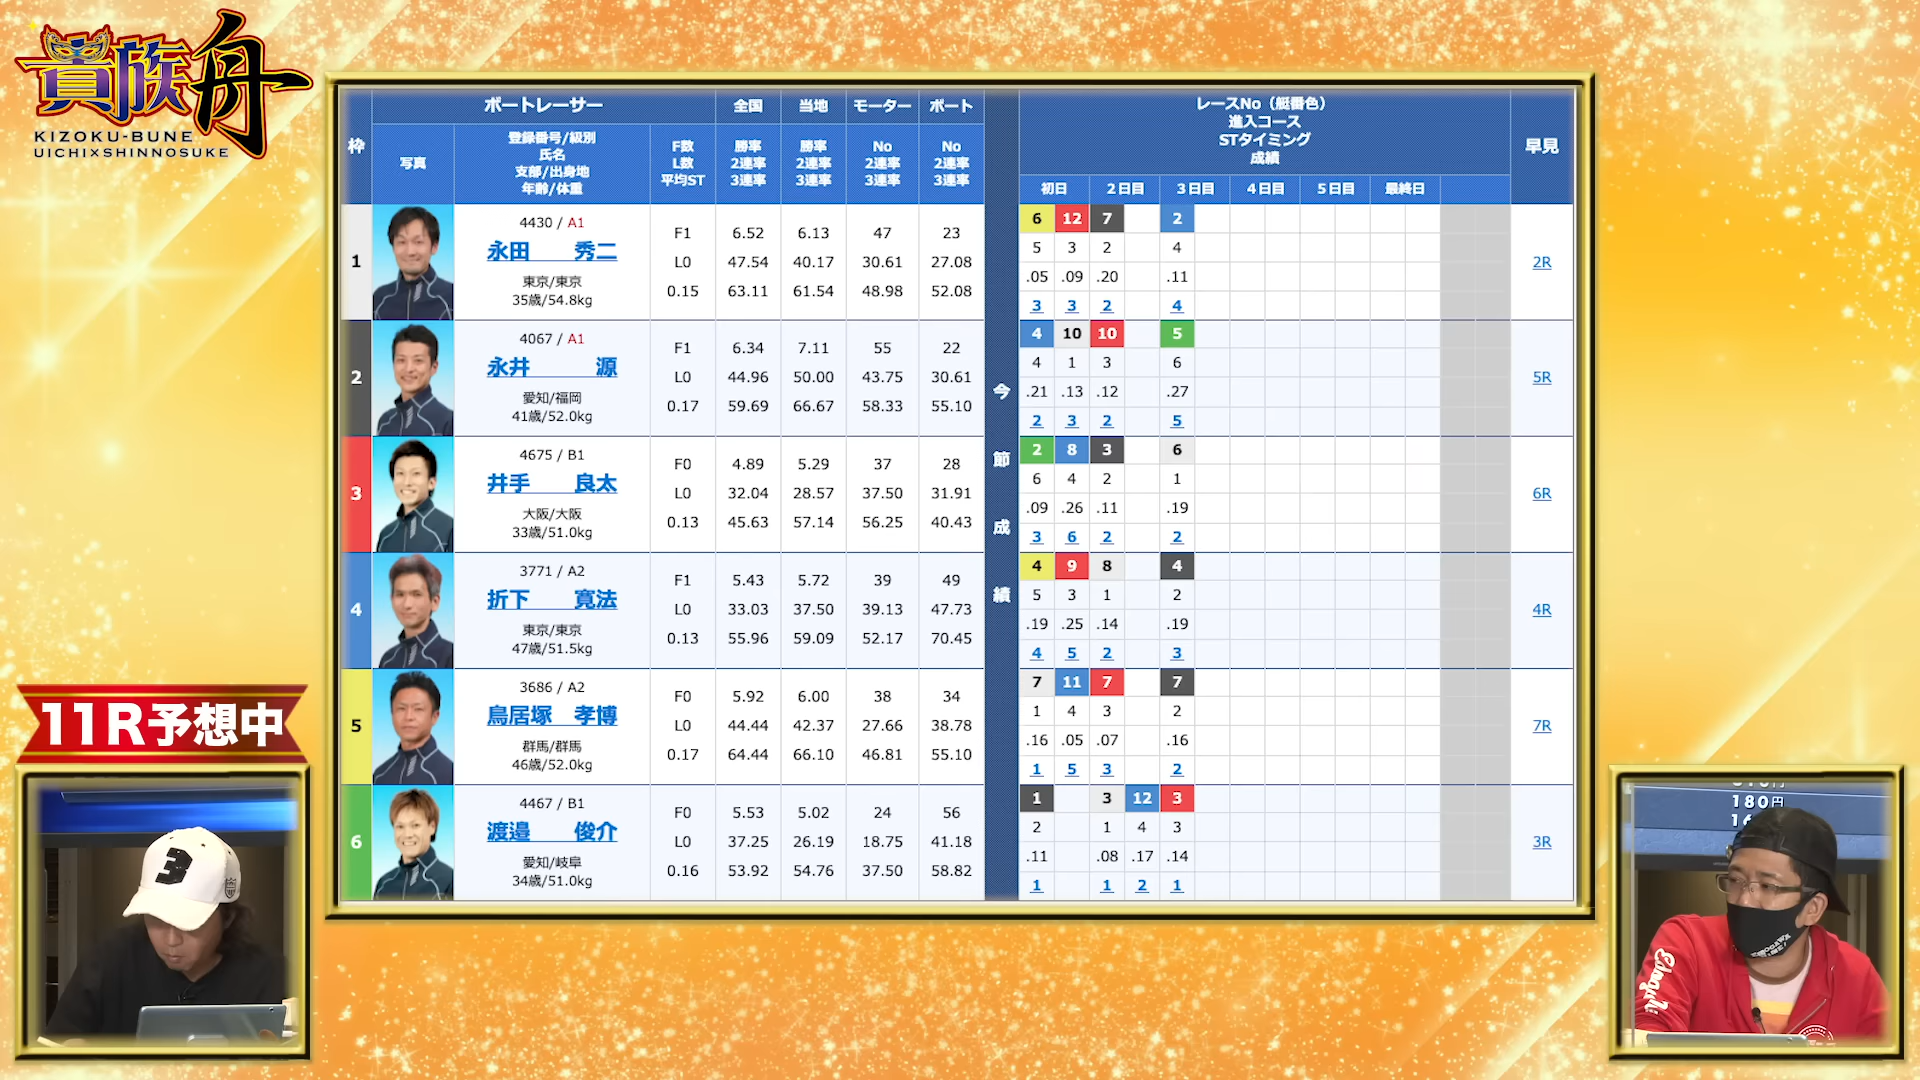 貴族舟
KIZOKU-BUNE
UICHI×SHINNOSUKE
枠 ボートレーサー 全国 当地 モーター ボート レースNo（艇番色）
進入コース
STタイミング
成績
早見
写真 登録番号/級別
氏名
支部/出身地
年齢/体重
F数
L数
平均ST
勝率
2連率
3連率
勝率
2連率
3連率
No
2連率
3連率
No
2連率
3連率
初日 2日目 3日目 4日目 5日目 最終日
今節成績
1 4430 / A1 F1 6.52 6.13 47 23 6 12 7 2
永田 秀二 L0 47.54 40.17 30.61 27.08 5 3 2 4 2R
東京/東京 0.15 63.11 61.54 48.98 52.08 .05 .09 .20 .11
35歳/54.8kg 3 3 2 4
2 4067 / A1 F1 6.34 7.11 55 22 4 10 10 5
永井 源 L0 44.96 50.00 43.75 30.61 4 1 3 6 5R
愛知/福岡 0.17 59.69 66.67 58.33 55.10 .21 .13 .12 .27
41歳/52.0kg 2 3 2 5
3 4675 / B1 F0 4.89 5.29 37 28 2 8 3 6
井手 良太 L0 32.04 28.57 37.50 31.91 6 4 2 1 6R
大阪/大阪 0.13 45.63 57.14 56.25 40.43 .09 .26 .11 .19
33歳/51.0kg 3 6 2 2
4 3771 / A2 F1 5.43 5.72 39 49 4 9 8 4
折下 寛法 L0 33.03 37.50 39.13 47.73 5 3 1 2 4R
東京/東京 0.13 55.96 59.09 52.17 70.45 .19 .25 .14 .19
47歳/51.5kg 4 5 2 3
5 3686 / A2 F0 5.92 6.00 38 34 7 11 7 7
鳥居塚 孝博 L0 44.44 42.37 27.66 38.78 1 4 3 2 7R
群馬/群馬 0.17 64.44 66.10 46.81 55.10 .16 .05 .07 .16
46歳/52.0kg 1 5 3 2
6 4467 / B1 F0 5.53 5.02 24 56 1 3 12 3
渡邉 俊介 L0 37.25 26.19 18.75 41.18 2 1 4 3 3R
愛知/岐阜 0.16 53.92 54.76 37.50 58.82 .11 .08 .17 .14
34歳/51.0kg 1 1 2 1
11R予想中
3
180円